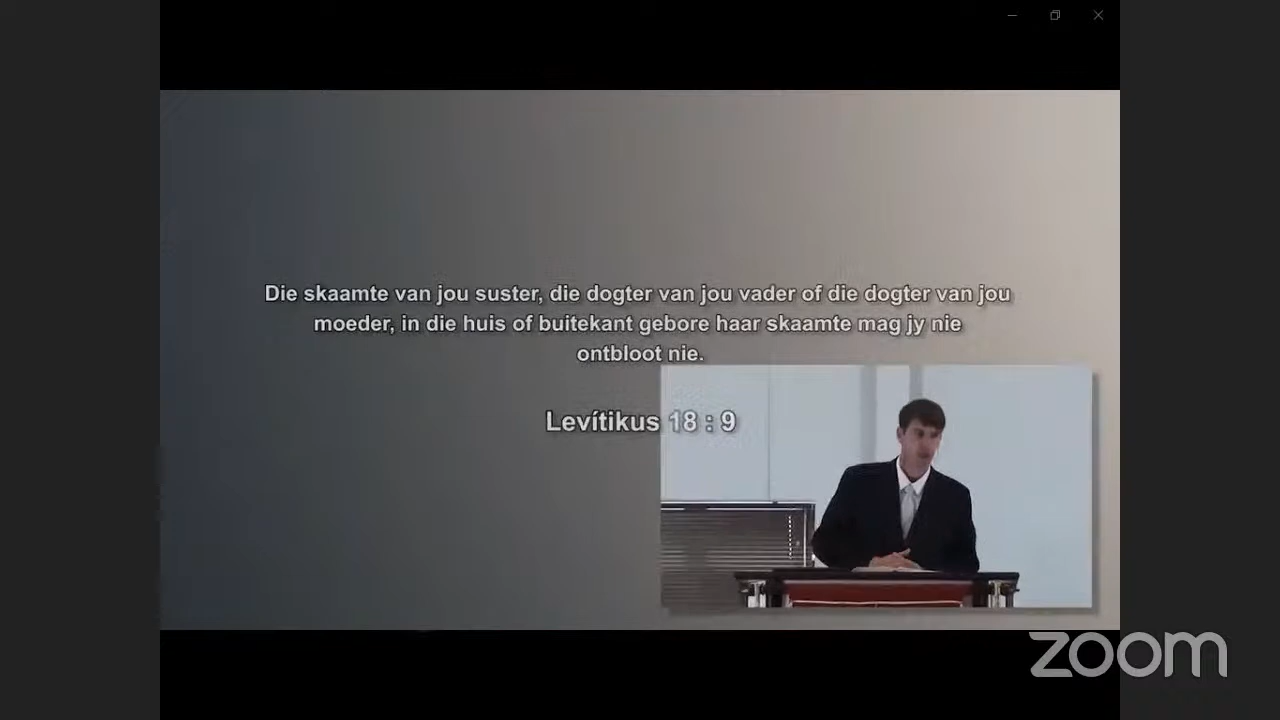 Die skaamte van jou suster, die dogter van jou vader of die dogter van jou
moeder, in die huis of buitekant gebore haar skaamte mag jy nie
ontbloot nie.
Levítikus 18 : 9
zoom